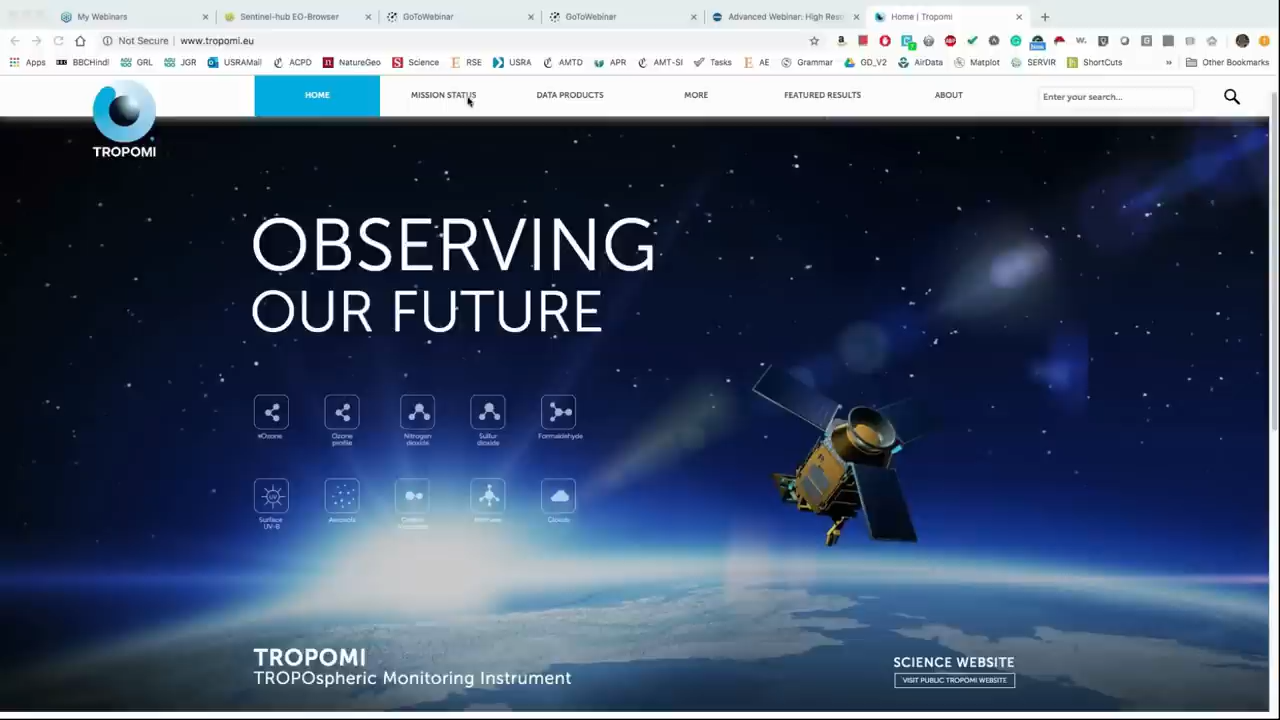 My Webinars
Sentinel-hub EO-Browser
GoToWebinar
GoToWebinar
Advanced Webinar: High Res
Home | Tropomi
Not Secure | www.tropomi.eu
Apps BBCHindi GRL JGR USRAMail ACPD NatureGeo Science RSE USRA AMTD APR AMT-SI Tasks AE Grammar GD_V2 AirData Matplot SERVIR ShortCuts » Other Bookmarks
TROPOMI
HOME MISSION STATUS DATA PRODUCTS MORE FEATURED RESULTS ABOUT Enter your search...
OBSERVING
OUR FUTURE
Ozone
Ozone profile
Nitrogen dioxide
Sulfur dioxide
Formaldehyde
Surface UV-B
Aerosols
Clouds
TROPOMI
TROPOspheric Monitoring Instrument
SCIENCE WEBSITE
VISIT PUBLIC TROPOMI WEBSITE